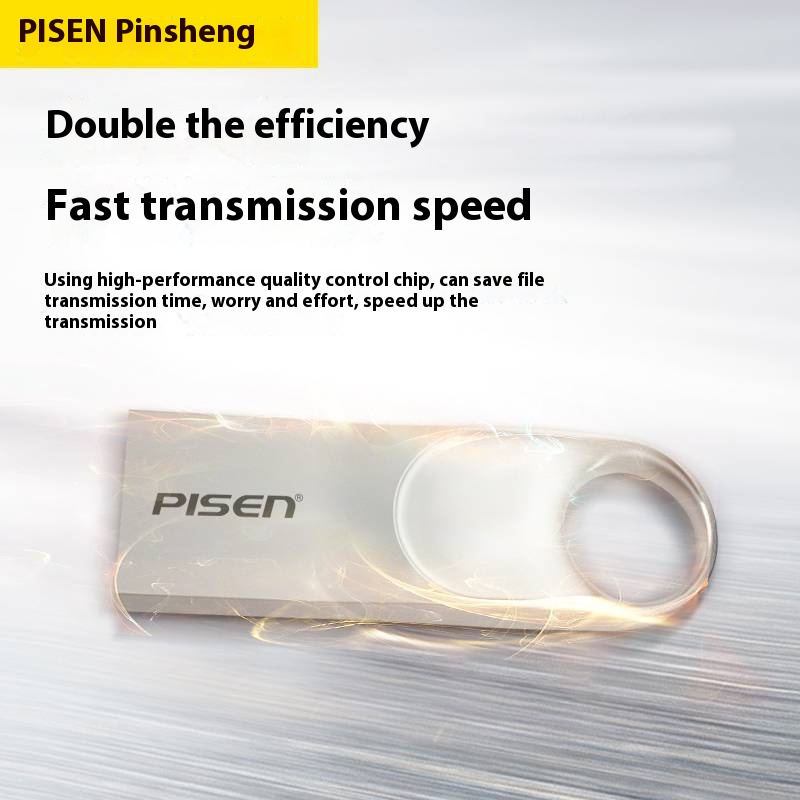 PISEN Pinsheng
Double the efficiency
Fast transmission speed
Using high-performance quality control chip, can save file
transmission time, worry and effort, speed up the
transmission
PISEN®